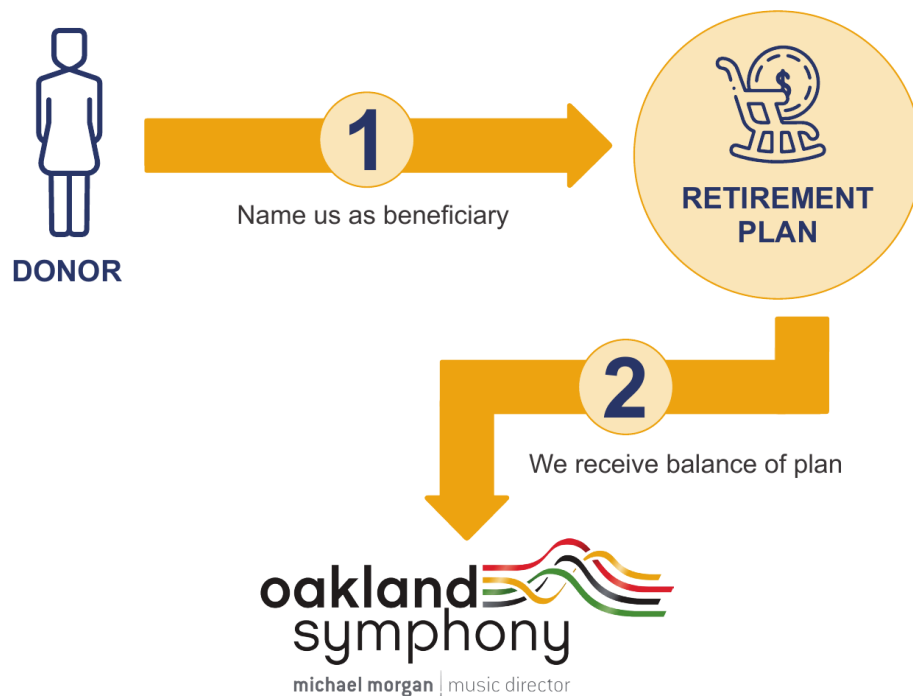 1
Name us as beneficiary
DONOR
$
RETIREMENT
PLAN
2
We receive balance of plan
oakland
symphony
michael morgan | music director